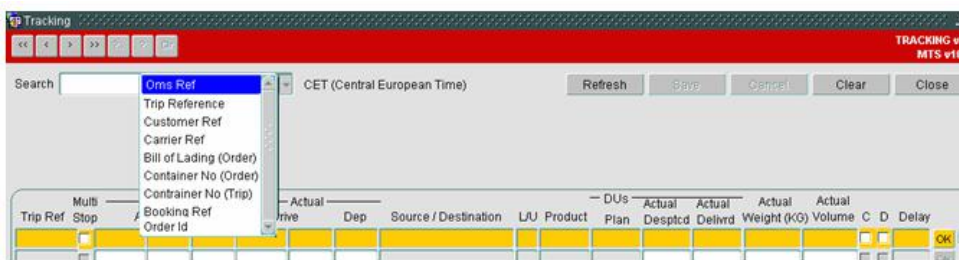 Tracking
<< < > >> ? ? Clr
TRACKING v
MTS v10
Search
CET (Central European Time)
Refresh Save Cancel Clear Close
Oms Ref
Trip Reference
Customer Ref
Carrier Ref
Bill of Lading (Order)
Container No (Order)
Contrainer No (Trip)
Booking Ref
Order Id
Multi Actual DUs Actual Actual Actual Actual
Trip Ref Stop A rive Dep Source / Destination L/U Product Plan Desptcd Delivrd Weight (KG) Volume C D Delay
OK